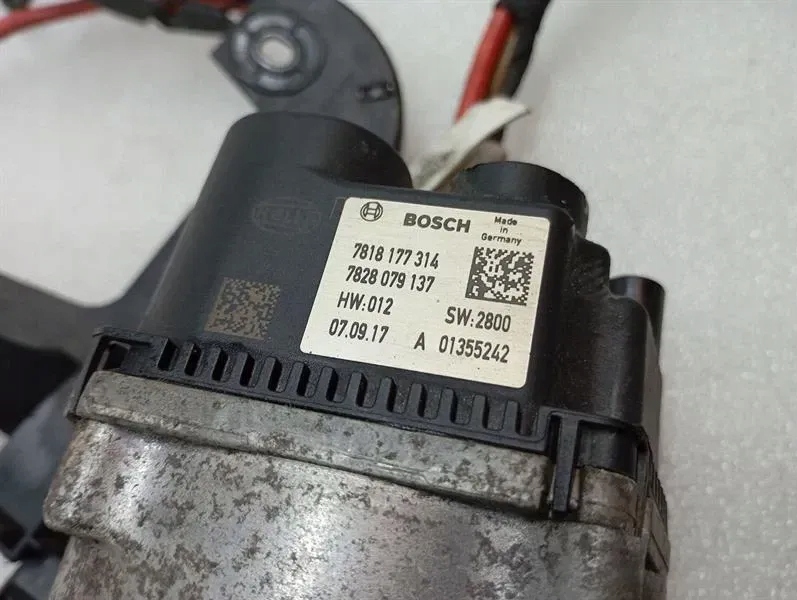 BOSCH
Made
in
Germany
7818 177 314
7828 079 137
HW:012 SW:2800
07.09.17 A 01355242